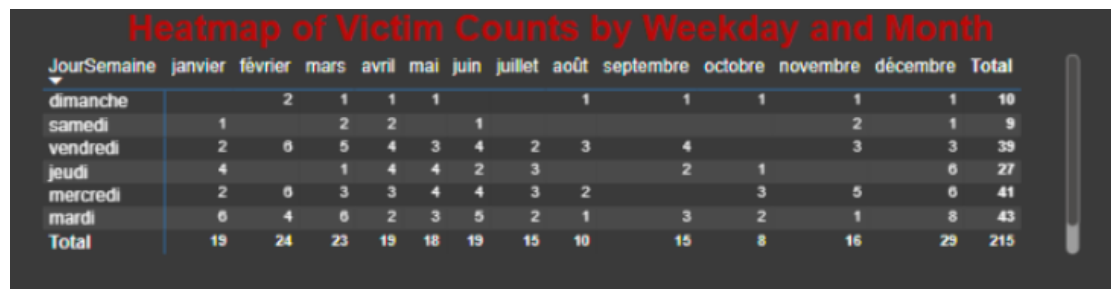 Heatmap of Victim Counts by Weekday and Month
JourSemaine janvier février mars avril mai juin juillet août septembre octobre novembre décembre Total
dimanche 2 1 1 1 1 1 1 1 1 10
samedi 1 2 2 1 2 1 9
vendredi 2 6 5 4 3 4 2 3 4 3 3 39
jeudi 4 1 4 4 2 3 2 1 6 27
mercredi 2 6 3 3 4 4 3 2 3 5 6 41
mardi 6 4 6 2 3 5 2 1 3 2 1 8 43
Total 19 24 23 19 18 19 15 10 15 8 16 29 215